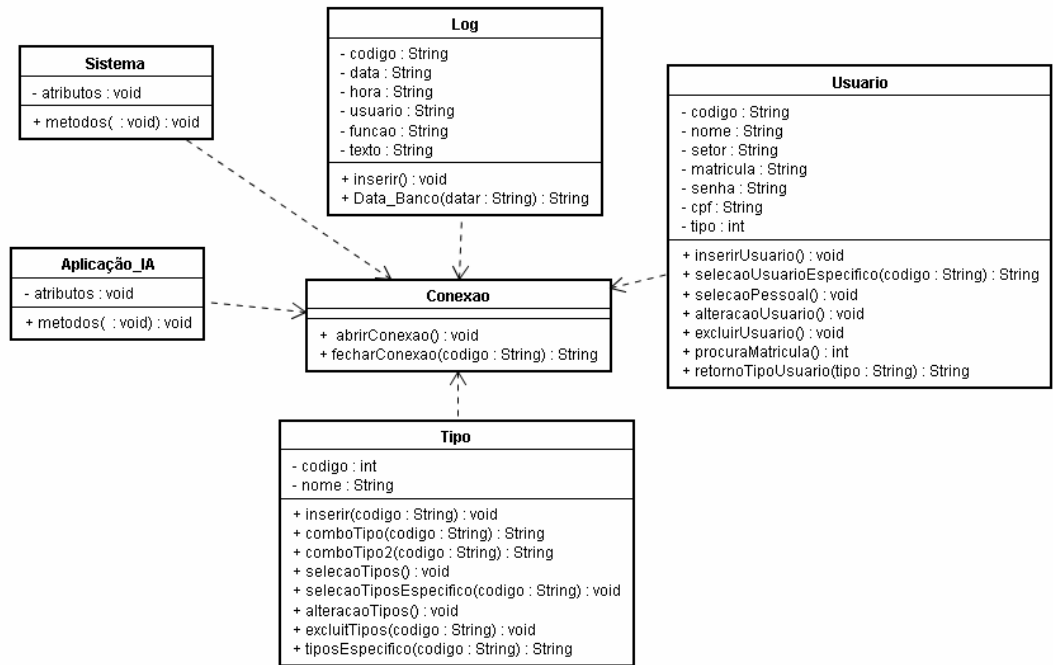 Log
- codigo : String
- data : String
- hora : String
- usuario : String
- funcao : String
- texto : String
+ inserir() : void
+ Data_Banco(datar : String) : String
Sistema
- atributos : void
+ metodos( : void) : void
Usuario
- codigo : String
- nome : String
- setor : String
- matricula : String
- senha : String
- cpf : String
- tipo : int
+ inserirUsuario() : void
+ selecaoUsuarioEspecifico(codigo : String) : String
+ selecaoPessoal() : void
+ alteracaoUsuario() : void
+ excluirUsuario() : void
+ procuraMatricula() : int
+ retornoTipoUsuario(tipo : String) : String
Aplicação_IA
- atributos : void
+ metodos( : void) : void
Conexao
+ abrirConexao() : void
+ fecharConexao(codigo : String) : String
Tipo
- codigo : int
- nome : String
+ inserir(codigo : String) : void
+ comboTipo(codigo : String) : String
+ comboTipo2(codigo : String) : String
+ selecaoTipos() : void
+ selecaoTiposEspecifico(codigo : String) : void
+ alteracaoTipos() : void
+ excluitTipos(codigo : String) : void
+ tiposEspecifico(codigo : String) : String